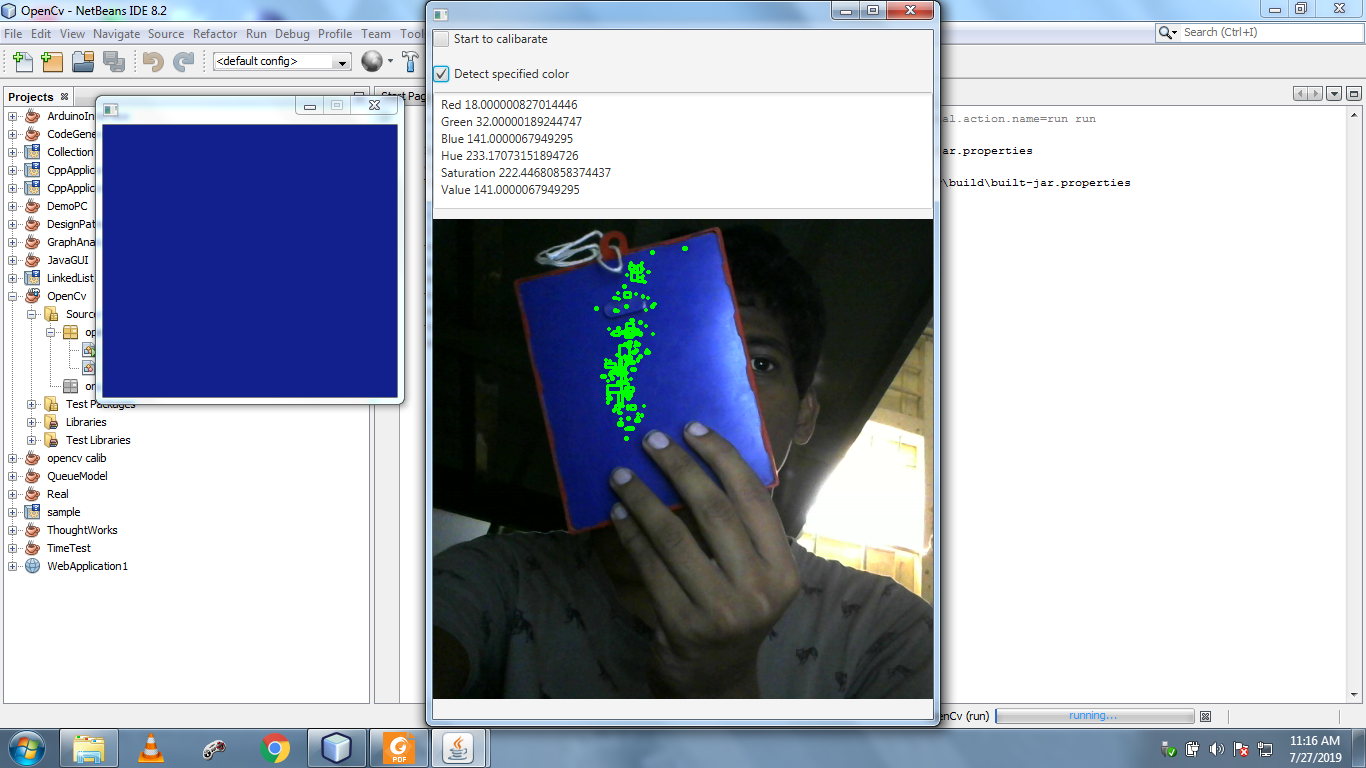 OpenCv - NetBeans IDE 8.2
File Edit View Navigate Source Refactor Run Debug Profile Team Tool
Search (Ctrl+I)
<default config>
Projects
Start Pag
ArduinoIn
CodeGene
Collection
CppApplic
CppApplic
DemoPC
DesignPat
GraphAna
JavaGUI
LinkedList
OpenCv
Source
op
or
Test Packages
Libraries
Test Libraries
opencv calib
QueueModel
Real
sample
ThoughtWorks
TimeTest
WebApplication1
Start to calibarate
Detect specified color
Red 18.000000827014446
Green 32.00000189244747
Blue 141.0000067949295
Hue 233.17073151894726
Saturation 222.44680858374437
Value 141.0000067949295
al.action.name=run run
ar.properties
\build\built-jar.properties
enCv (run)
running...
PDF
11:16 AM
7/27/2019